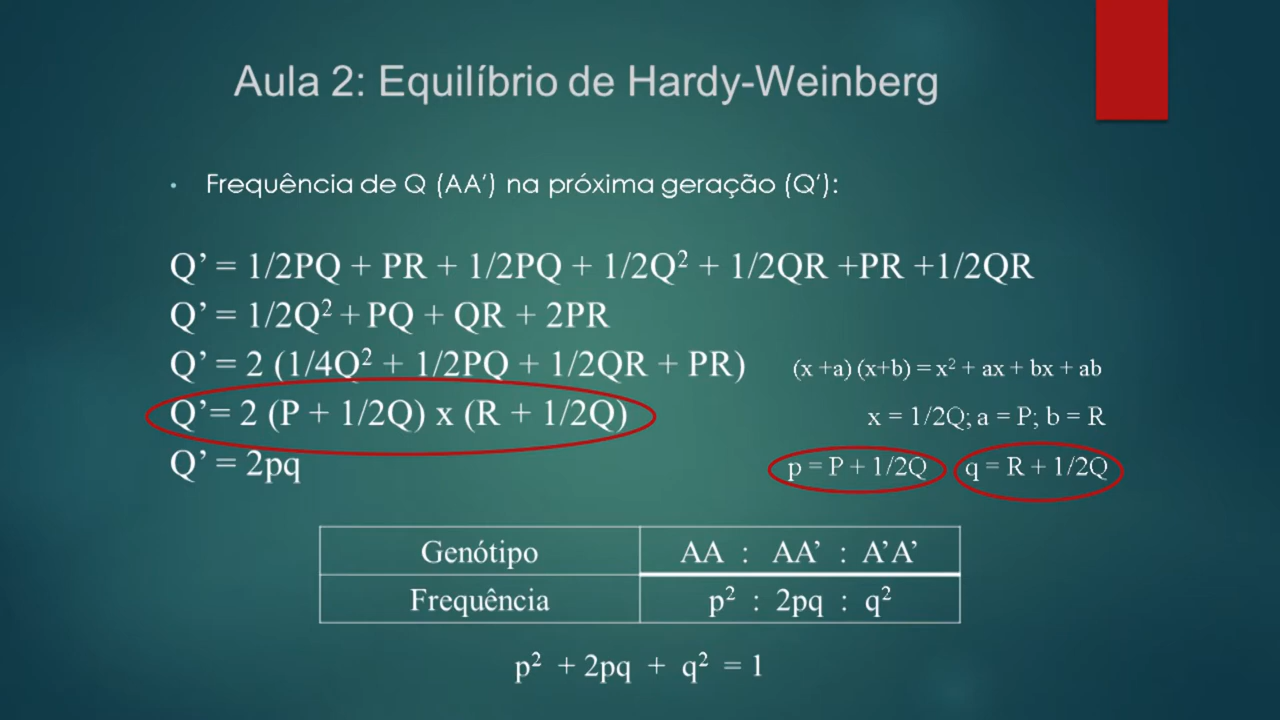 Aula 2: Equilíbrio de Hardy-Weinberg
• Frequência de Q (AA') na próxima geração (Q'):
Q' = 1/2PQ + PR + 1/2PQ + 1/2Q² + 1/2QR +PR +1/2QR
Q' = 1/2Q² + PQ + QR + 2PR
Q' = 2 (1/4Q² + 1/2PQ + 1/2QR + PR)
(x +a) (x+b) = x² + ax + bx + ab
Q'= 2 (P + 1/2Q) x (R + 1/2Q)
x = 1/2Q; a = P; b = R
Q' = 2pq
p = P + 1/2Q q = R + 1/2Q
Genótipo AA : AA' : A'A'
Frequência p² : 2pq : q²
p² + 2pq + q² = 1